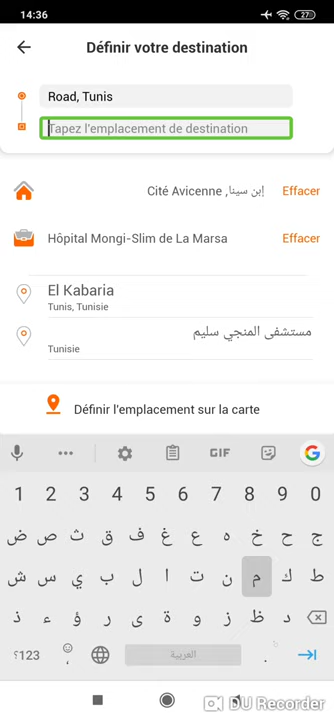 14:36
27
Définir votre destination
Road, Tunis
Tapez l'emplacement de destination
Cité Avicenne, إبن سينا
Effacer
Hôpital Mongi-Slim de La Marsa
Effacer
El Kabaria
Tunis, Tunisie
مستشفى المنجي سليم
Tunisie
Définir l'emplacement sur la carte
GIF
1 2 3 4 5 6 7 8 9 0
ض ص ث ق ف غ ع ه خ ح ج
ش س ي ب ل ا ت ن م ك ط
ذ ء ؤ ر ى ة و ز ظ د
؟123 ، العربية .
DU Recorder